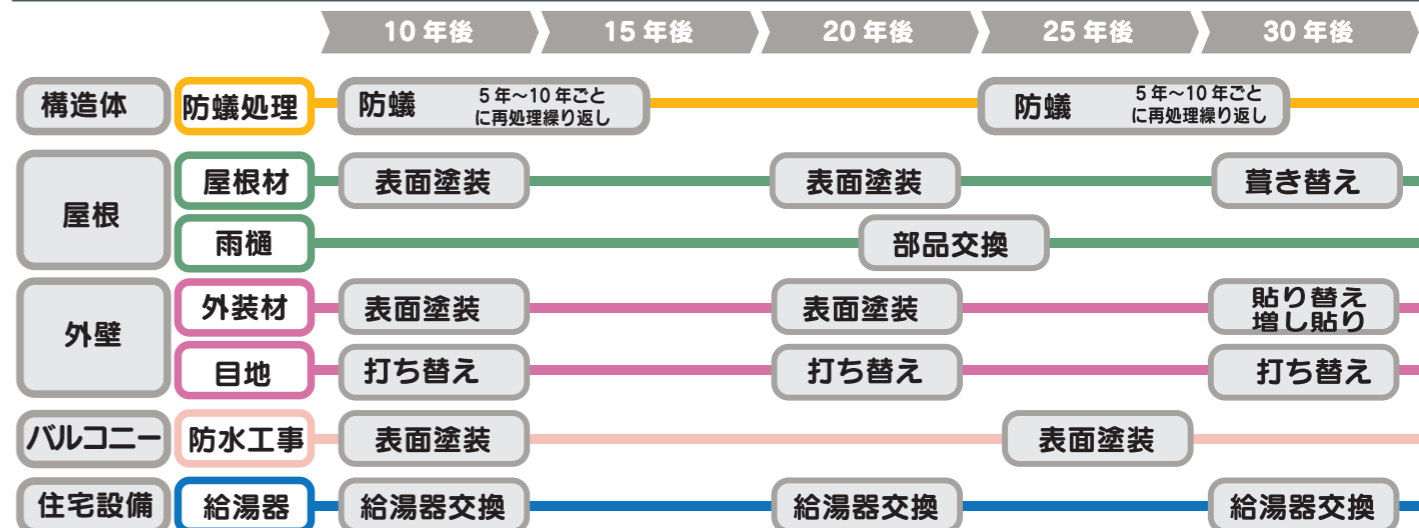 10年後 15年後 20年後 25年後 30年後
構造体 防蟻処理 防蟻 5年～10年ごと 防蟻 5年～10年ごと
に再処理繰り返し に再処理繰り返し
屋根
屋根材 表面塗装 表面塗装 葺き替え
雨樋 部品交換
外壁
外装材 表面塗装 表面塗装 貼り替え
増し貼り
目地 打ち替え 打ち替え 打ち替え
バルコニー 防水工事 表面塗装 表面塗装
住宅設備 給湯器 給湯器交換 給湯器交換 給湯器交換